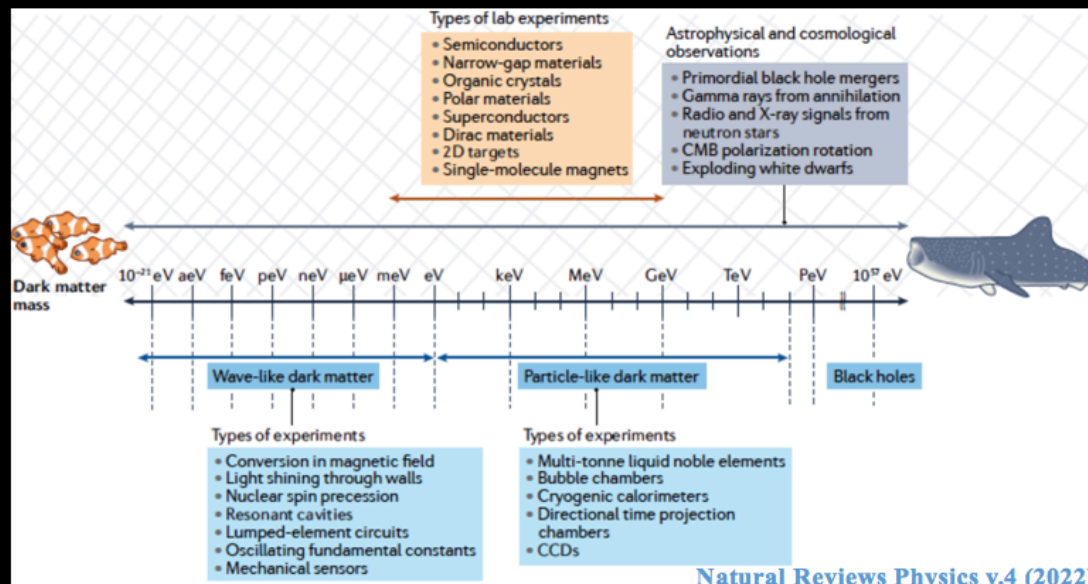 Types of lab experiments
• Semiconductors
• Narrow-gap materials
• Organic crystals
• Polar materials
• Superconductors
• Dirac materials
• 2D targets
• Single-molecule magnets
Astrophysical and cosmological
observations
• Primordial black hole mergers
• Gamma rays from annihilation
• Radio and X-ray signals from
neutron stars
• CMB polarization rotation
• Exploding white dwarfs
Dark matter
mass
10⁻²¹ eV aeV feV peV neV μeV meV eV keV MeV GeV TeV PeV 10⁵⁷ eV
Wave-like dark matter
Particle-like dark matter
Black holes
Types of experiments
• Conversion in magnetic field
• Light shining through walls
• Nuclear spin precession
• Resonant cavities
• Lumped-element circuits
• Oscillating fundamental constants
• Mechanical sensors
Types of experiments
• Multi-tonne liquid noble elements
• Bubble chambers
• Cryogenic calorimeters
• Directional time projection
chambers
• CCDs
Natural Reviews Physics v.4 (2022